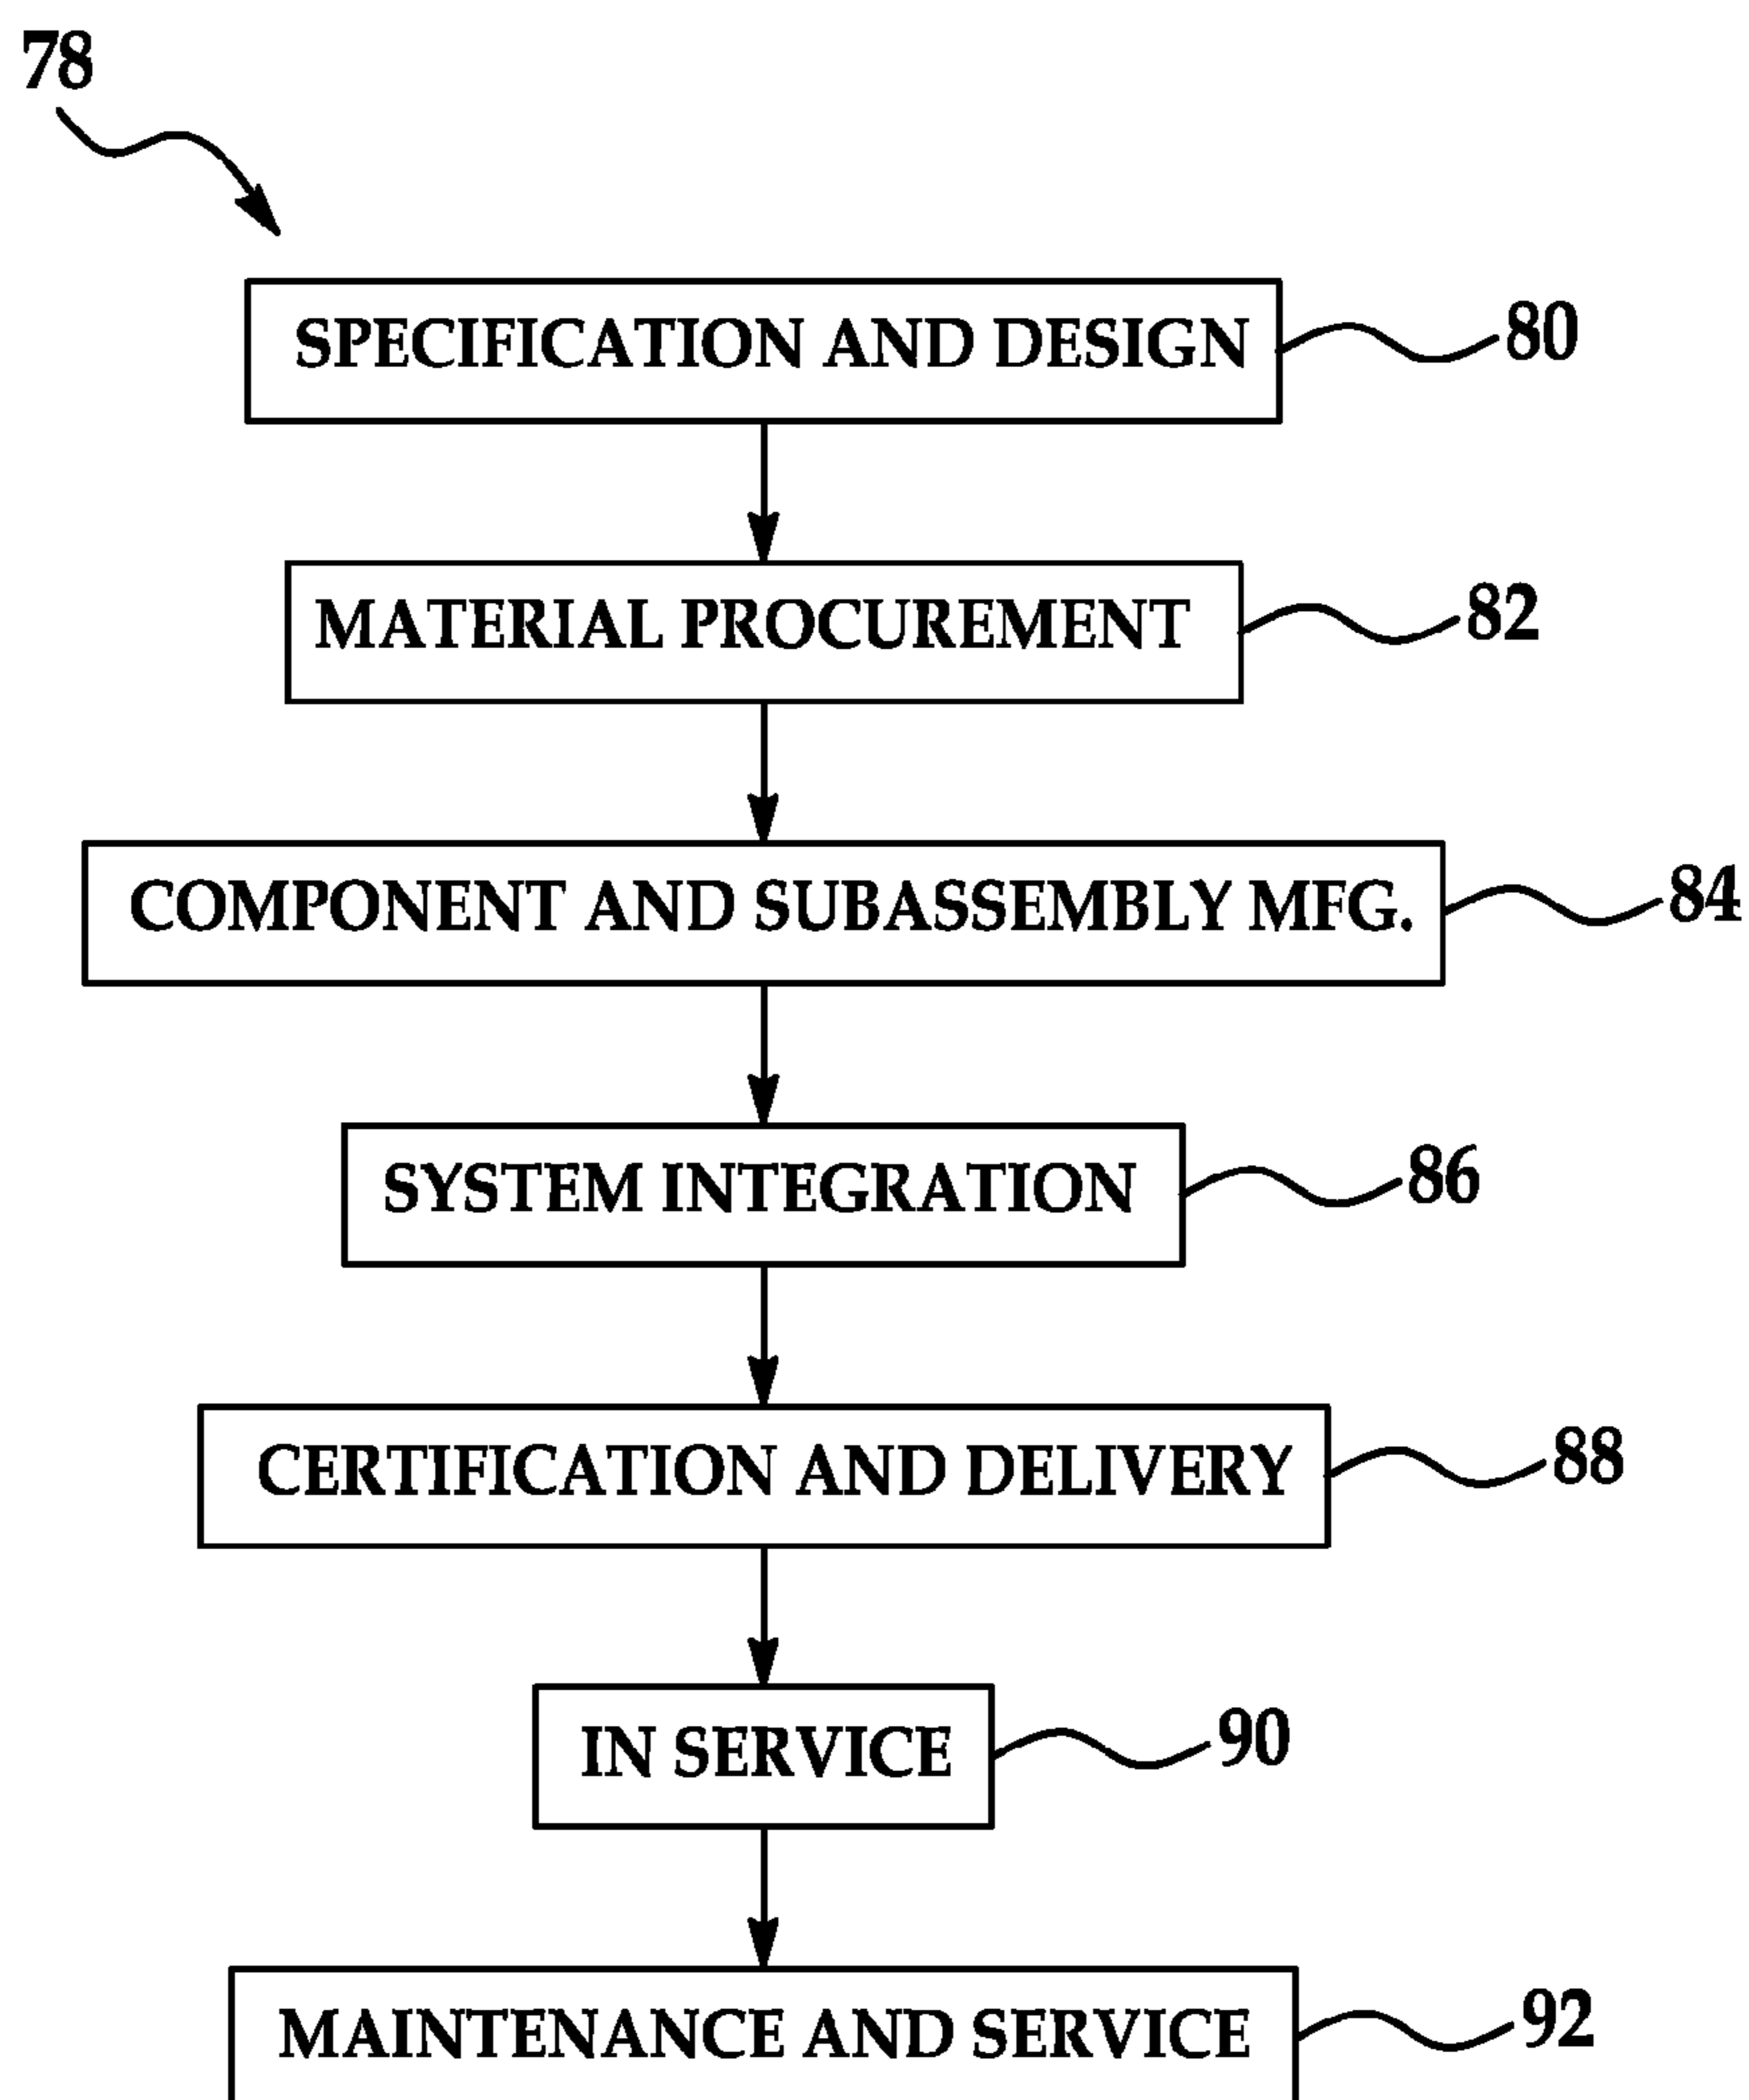 78
SPECIFICATION AND DESIGN 80
MATERIAL PROCUREMENT 82
COMPONENT AND SUBASSEMBLY MFG. 84
SYSTEM INTEGRATION 86
CERTIFICATION AND DELIVERY 88
IN SERVICE 90
MAINTENANCE AND SERVICE 92